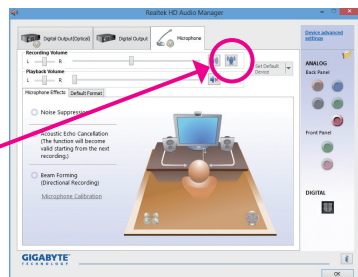 Realtek HD Audio Manager
Digital Output(Optical)
Digital Output
Microphone
Device advanced
settings
Recording Volume
L
R
Set Default
Device
Playback Volume
L
R
ANALOG
Back Panel
Microphone Effects
Default Format
Noise Suppression
Acoustic Echo Cancellation
(The function will become
valid starting from the next
recording.)
Front Panel
Beam Forming
(Directional Recording)
Microphone Calibration
DIGITAL
GIGABYTE
TECHNOLOGY
OK